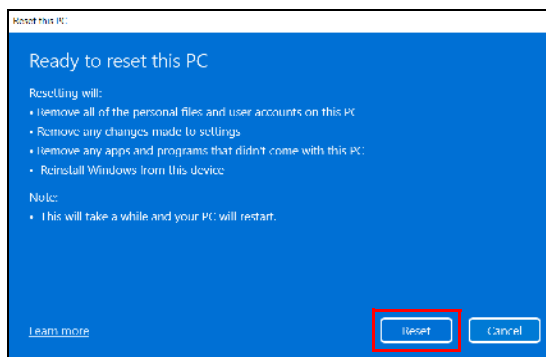 Reset this PC
Ready to reset this PC
Resetting will:
• Remove all of the personal files and user accounts on this PC
• Remove any changes made to settings
• Remove any apps and programs that didn't come with this PC
• Reinstall Windows from this device
Note:
• This will take a while and your PC will restart.
Learn more
Reset
Cancel